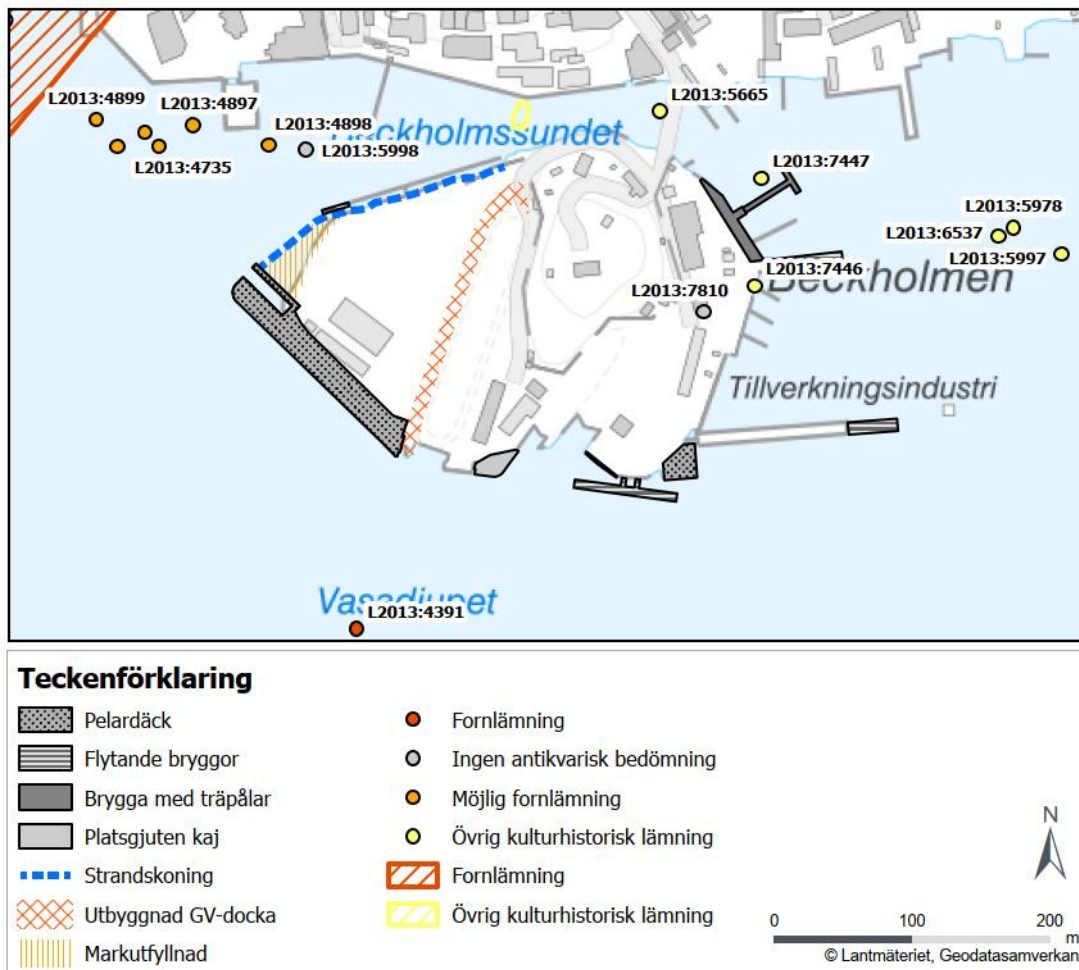 L2013:4899
L2013:4897
L2013:4898
L2013:5665
Beckholmssundet
L2013:5998
L2013:4735
L2013:7447
L2013:5978
L2013:6537
L2013:5997
L2013:7446
Beckholmen
L2013:7810
Tillverkningsindustri
Vasadjupet
L2013:4391
Teckenförklaring
Pelardäck
Flytande bryggor
Brygga med träpålar
Platsgjuten kaj
Strandskoning
Utbyggnad GV-docka
Markutfyllnad
Fornlämning
Ingen antikvarisk bedömning
Möjlig fornlämning
Övrig kulturhistorisk lämning
Fornlämning
Övrig kulturhistorisk lämning
N
0 100 200
m
© Lantmäteriet, Geodatasamverkan